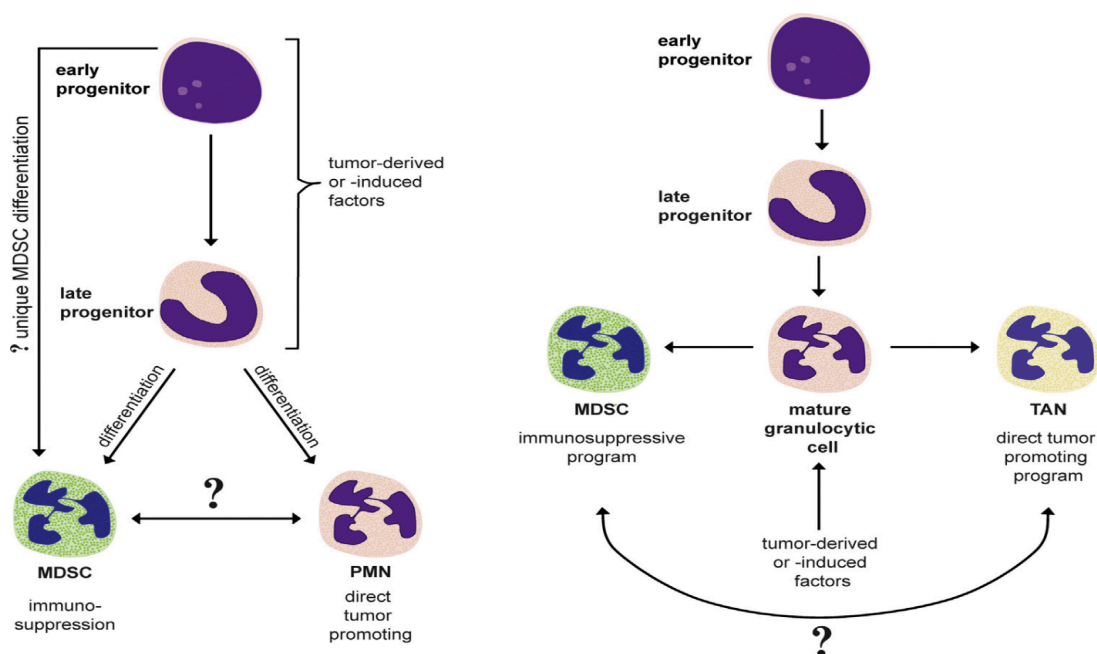 early
progenitor
tumor-derived
or -induced
factors
? unique MDSC differentiation
late
progenitor
differentiation
differentiation
?
MDSC
immuno-
suppression
PMN
direct
tumor
promoting
early
progenitor
late
progenitor
MDSC
immunosuppressive
program
mature
granulocytic
cell
TAN
direct tumor
promoting
program
tumor-derived
or -induced
factors
?